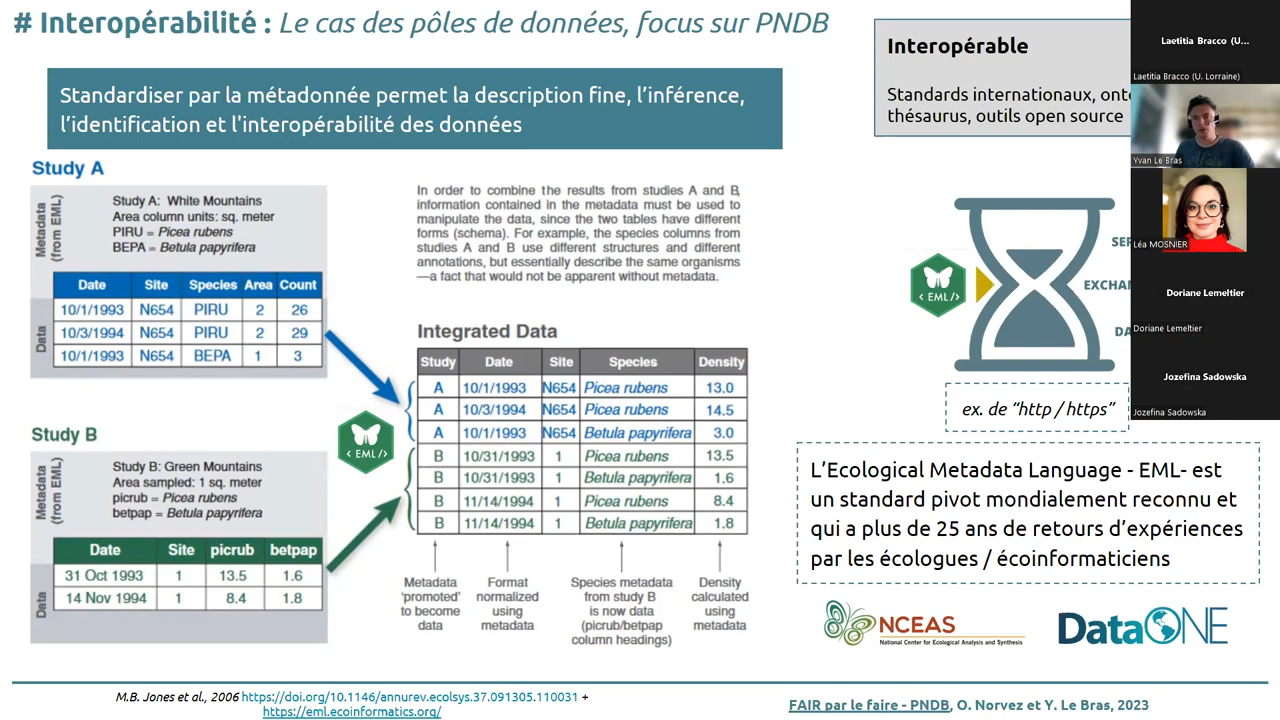 # Interopérabilité : Le cas des pôles de données, focus sur PNDB
Standardiser par la métadonnée permet la description fine, l'inférence,
l'identification et l'interopérabilité des données
Study A
Metadata
(from EML)
Study A: White Mountains
Area column units: sq. meter
PIRU = Picea rubens
BEPA = Betula papyrifera
Data
Date Site Species Area Count
10/1/1993 N654 PIRU 2 26
10/3/1994 N654 PIRU 2 29
10/1/1993 N654 BEPA 1 3
Study B
Metadata
(from EML)
Study B: Green Mountains
Area sampled: 1 sq. meter
picrub = Picea rubens
betpap = Betula papyrifera
Data
Date Site picrub betpap
31 Oct 1993 1 13.5 1.6
14 Nov 1994 1 8.4 1.8
< EML />
In order to combine the results from studies A and B,
information contained in the metadata must be used to
manipulate the data, since the two tables have different
forms (schema). For example, the species columns from
studies A and B use different structures and different
annotations, but essentially describe the same organisms
—a fact that would not be apparent without metadata.
Integrated Data
Study Date Site Species Density
A 10/1/1993 N654 Picea rubens 13.0
A 10/3/1994 N654 Picea rubens 14.5
A 10/1/1993 N654 Betula papyrifera 3.0
B 10/31/1993 1 Picea rubens 13.5
B 10/31/1993 1 Betula papyrifera 1.6
B 11/14/1994 1 Picea rubens 8.4
B 11/14/1994 1 Betula papyrifera 1.8
Metadata
'promoted'
to become
data
Format
normalized
using
metadata
Species metadata
from study B
is now data
(picrub/betpap
column headings)
Density
calculated
using
metadata
Interopérable
Standards internationaux, onto
thésaurus, outils open source
< EML />
SER
EXCHAN
DA
ex. de "http / https"
L'Ecological Metadata Language - EML- est
un standard pivot mondialement reconnu et
qui a plus de 25 ans de retours d'expériences
par les écologues / écoinformaticiens
NCEAS
National Center for Ecological Analysis and Synthesis
DataONE
M.B. Jones et al., 2006 https://doi.org/10.1146/annurev.ecolsys.37.091305.110031 +
https://eml.ecoinformatics.org/
FAIR par le faire - PNDB, O. Norvez et Y. Le Bras, 2023
Laetitia Bracco (U...
Laetitia Bracco (U. Lorraine)
Yvan Le Bras
Léa MOSNIER
Doriane Lemeltier
Doriane Lemeltier
Jozefina Sadowska
Jozefina Sadowska